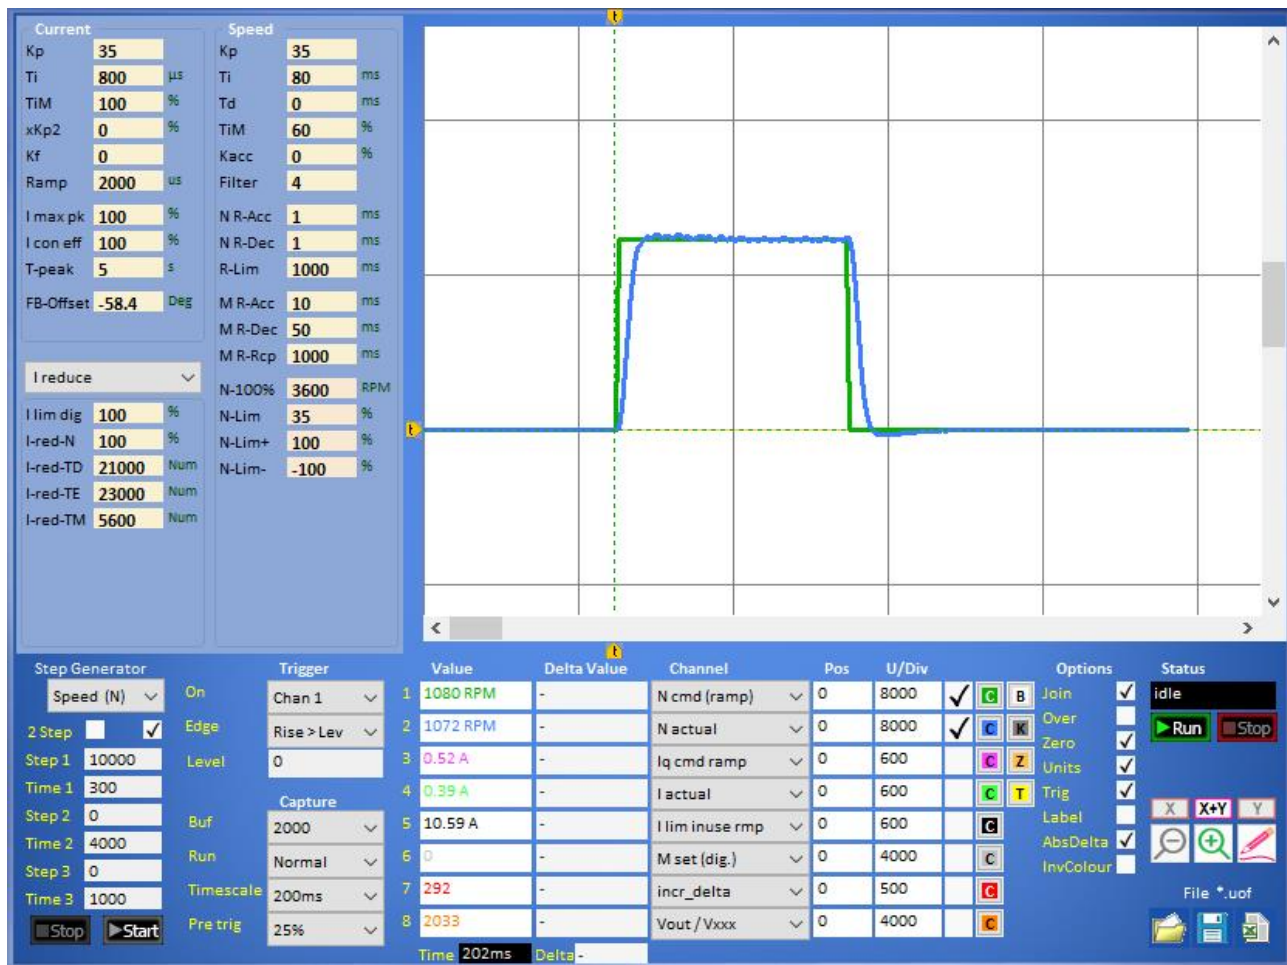 Current
Kp 35
Ti 800 µs
TiM 100 %
xKp2 0 %
Kf 0
Ramp 2000 us
I max pk 100 %
I con eff 100 %
T-peak 5 s
FB-Offset -58.4 Deg
I reduce
I lim dig 100 %
I-red-N 100 %
I-red-TD 21000 Num
I-red-TE 23000 Num
I-red-TM 5600 Num
Speed
Kp 35
Ti 80 ms
Td 0 ms
TiM 60 %
Kacc 0 %
Filter 4
N R-Acc 1 ms
N R-Dec 1 ms
R-Lim 1000 ms
M R-Acc 10 ms
M R-Dec 50 ms
M R-Rcp 1000 ms
N-100% 3600 RPM
N-Lim 35 %
N-Lim+ 100 %
N-Lim- -100 %
t
t
t
Step Generator
Speed (N)
2 Step
Step 1 10000
Time 1 300
Step 2 0
Time 2 4000
Step 3 0
Time 3 1000
Stop Start
Trigger
On Chan 1
Edge Rise > Lev
Level 0
Capture
Buf 2000
Run Normal
Timescale 200ms
Pre trig 25%
Value Delta Value Channel Pos U/Div
1 1080 RPM - N cmd (ramp) 0 8000 C B
2 1072 RPM - N actual 0 8000 C K
3 0.52 A - Iq cmd ramp 0 600 C Z
4 0.39 A - I actual 0 600 C T
5 10.59 A - I lim inuse rmp 0 600 C
6 0 - M set (dig.) 0 4000 C
7 292 - incr_delta 0 500 C
8 2033 - Vout / Vxxx 0 4000 C
Time 202ms Delta -
Options
Join
Over
Zero
Units
Trig
Label
AbsDelta
InvColour
Status
idle
Run Stop
X X+Y Y
File *.uof